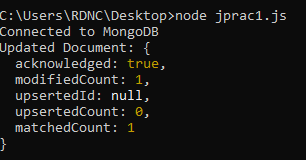 C:\Users\RDNC\Desktop>node jprac1.js
Connected to MongoDB
Updated Document: {
  acknowledged: true,
  modifiedCount: 1,
  upsertedId: null,
  upsertedCount: 0,
  matchedCount: 1
}